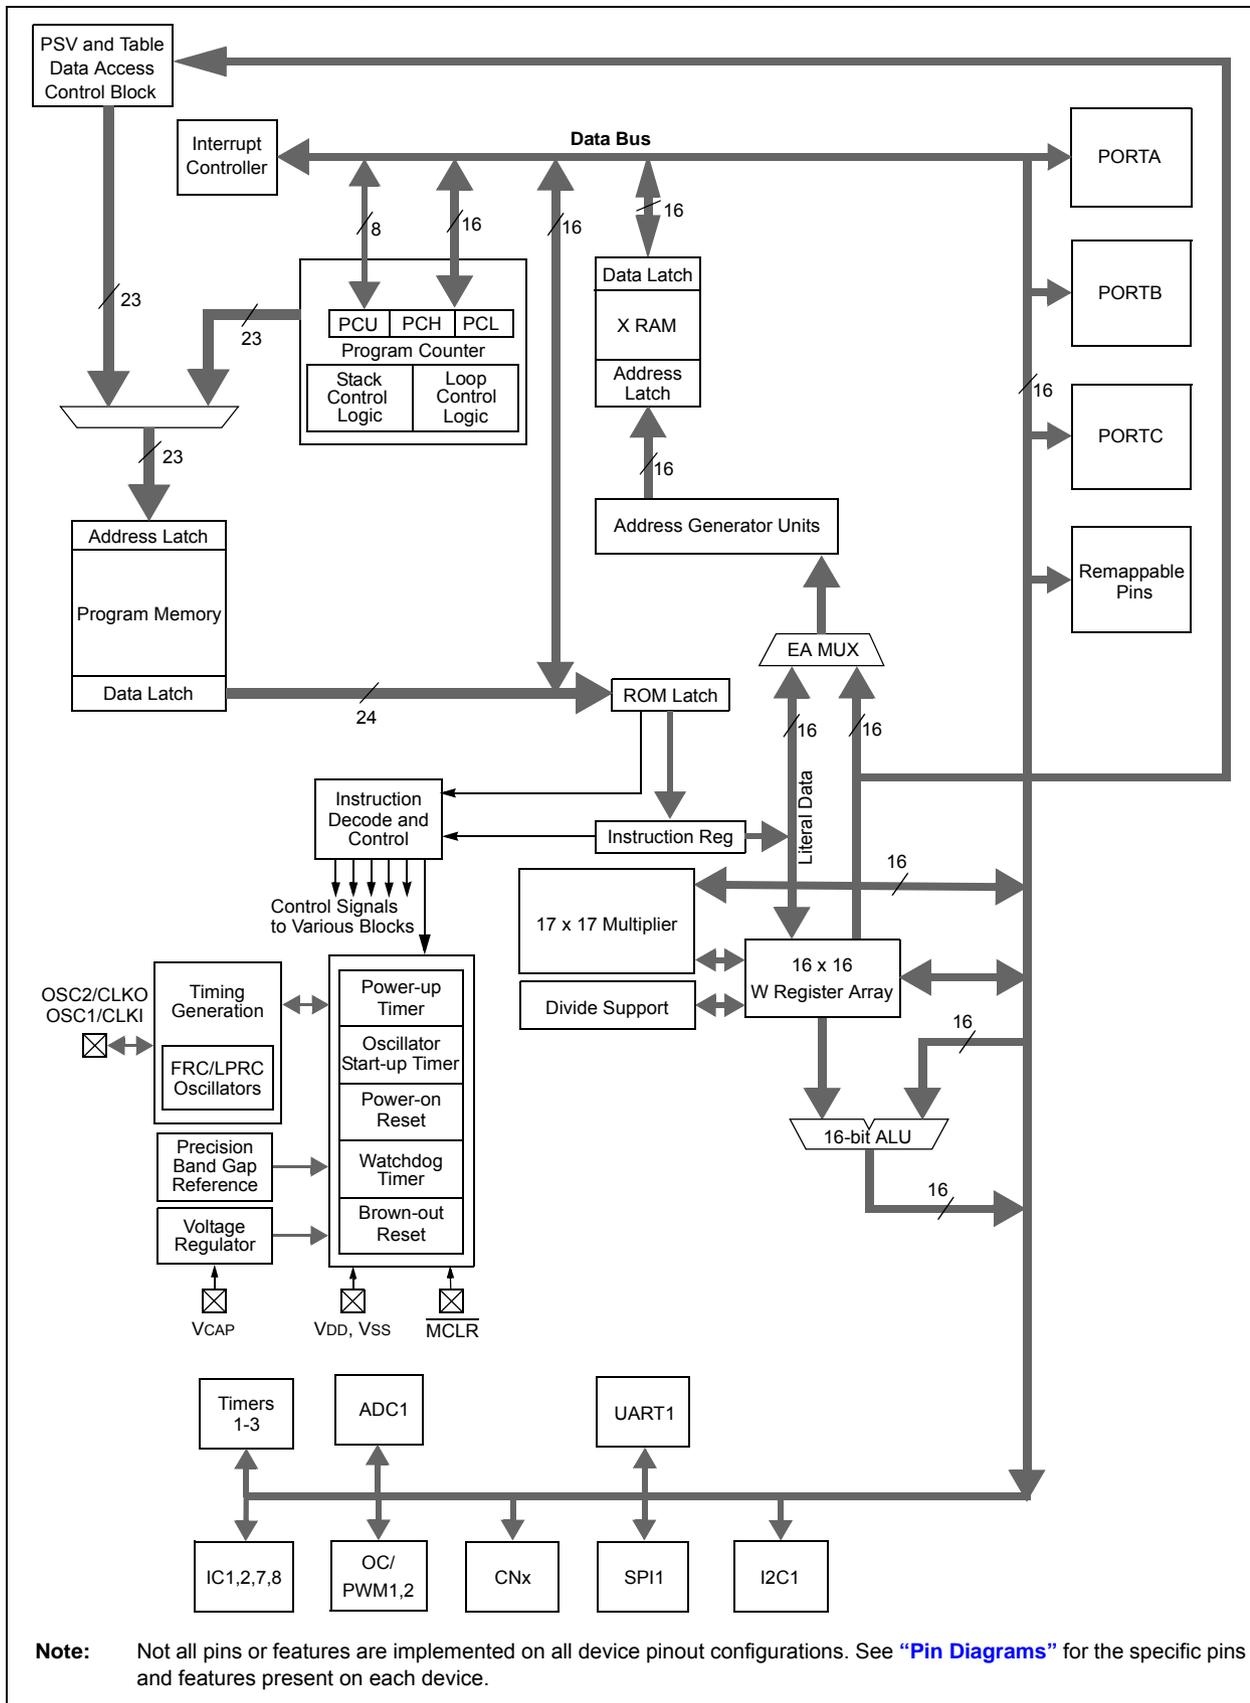 PSV and Table
Data Access
Control Block
Interrupt
Controller
Data Bus
PORTA
8
16
16
16
23
23
PCU
PCH
PCL
Program Counter
Stack
Control
Logic
Loop
Control
Logic
Data Latch
X RAM
Address
Latch
PORTB
16
PORTC
23
16
Address Latch
Program Memory
Data Latch
Address Generator Units
Remappable
Pins
EA MUX
24
ROM Latch
16
16
Literal Data
Instruction
Decode and
Control
Instruction Reg
Control Signals
to Various Blocks
17 x 17 Multiplier
16
16 x 16
W Register Array
Divide Support
OSC2/CLKO
OSC1/CLKI
Timing
Generation
FRC/LPRC
Oscillators
Power-up
Timer
Oscillator
Start-up Timer
Power-on
Reset
Watchdog
Timer
Brown-out
Reset
16
16-bit ALU
16
Precision
Band Gap
Reference
Voltage
Regulator
VCAP
VDD, VSS
MCLR
Timers
1-3
ADC1
UART1
IC1,2,7,8
OC/
PWM1,2
CNx
SPI1
I2C1
Note: Not all pins or features are implemented on all device pinout configurations. See “Pin Diagrams” for the specific pins
and features present on each device.